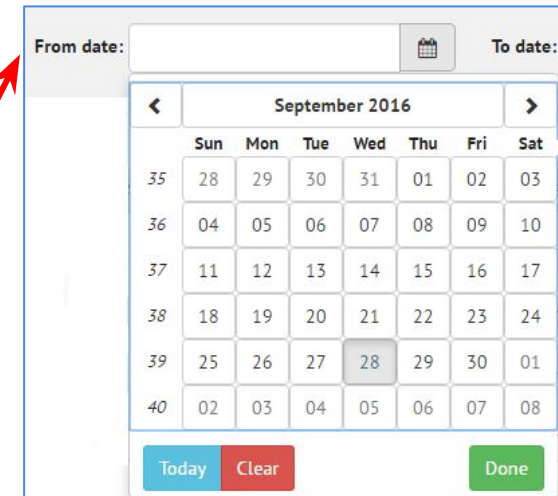 From date: To date:
September 2016
Sun Mon Tue Wed Thu Fri Sat
35 28 29 30 31 01 02 03
36 04 05 06 07 08 09 10
37 11 12 13 14 15 16 17
38 18 19 20 21 22 23 24
39 25 26 27 28 29 30 01
40 02 03 04 05 06 07 08
Today Clear Done